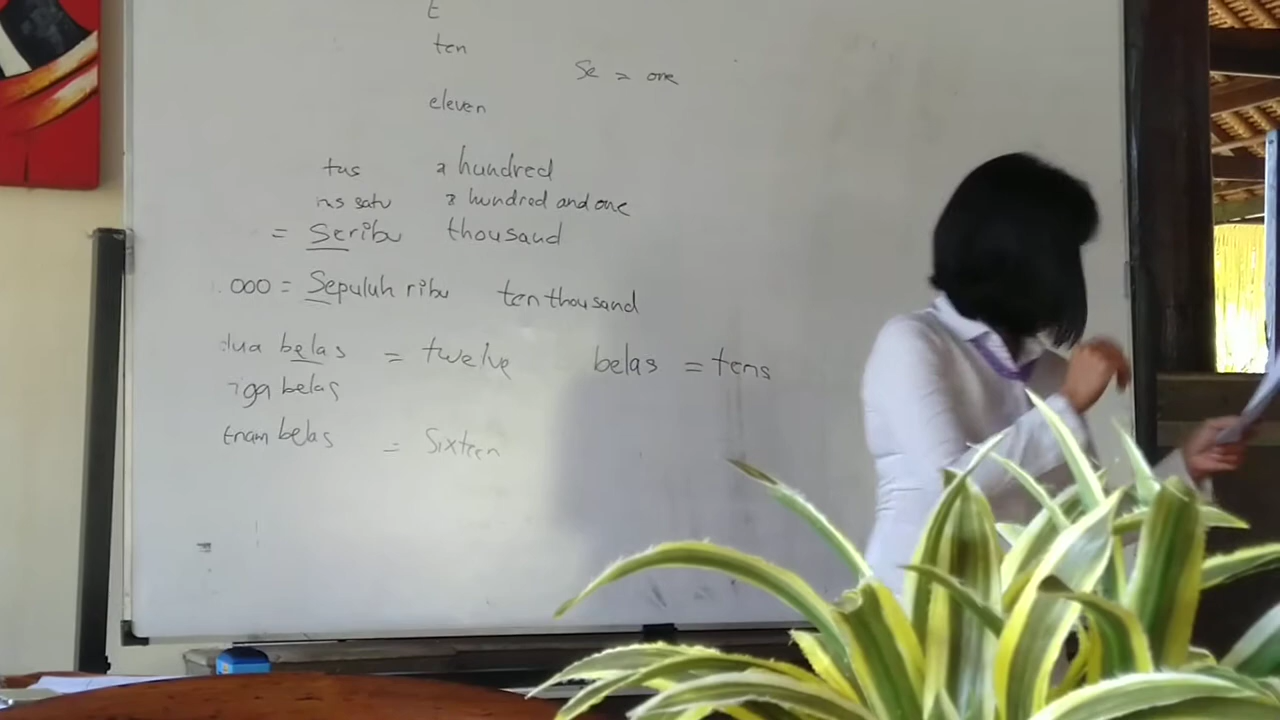 t
ten
se = one
eleven
tus a hundred
us satu a hundred and one
= Seribu thousand
.000 = Sepuluh ribu ten thousand
dua belas = twelve belas = tens
iga belas
Enam belas = Sixteen